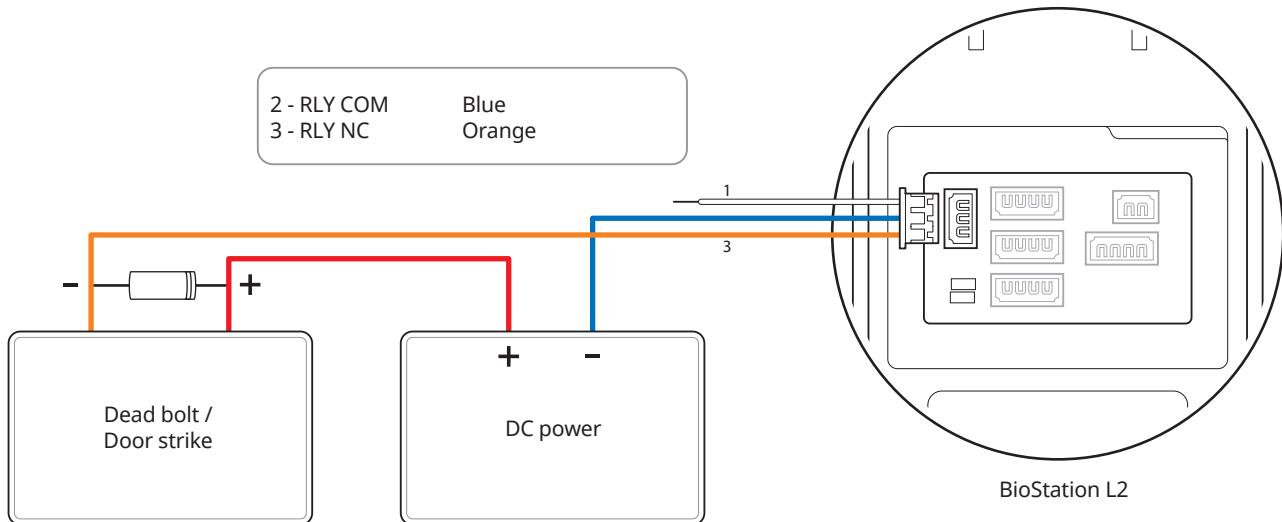 2 - RLY COM Blue
3 - RLY NC Orange
1
3
- +
+ -
Dead bolt /
Door strike
DC power
BioStation L2